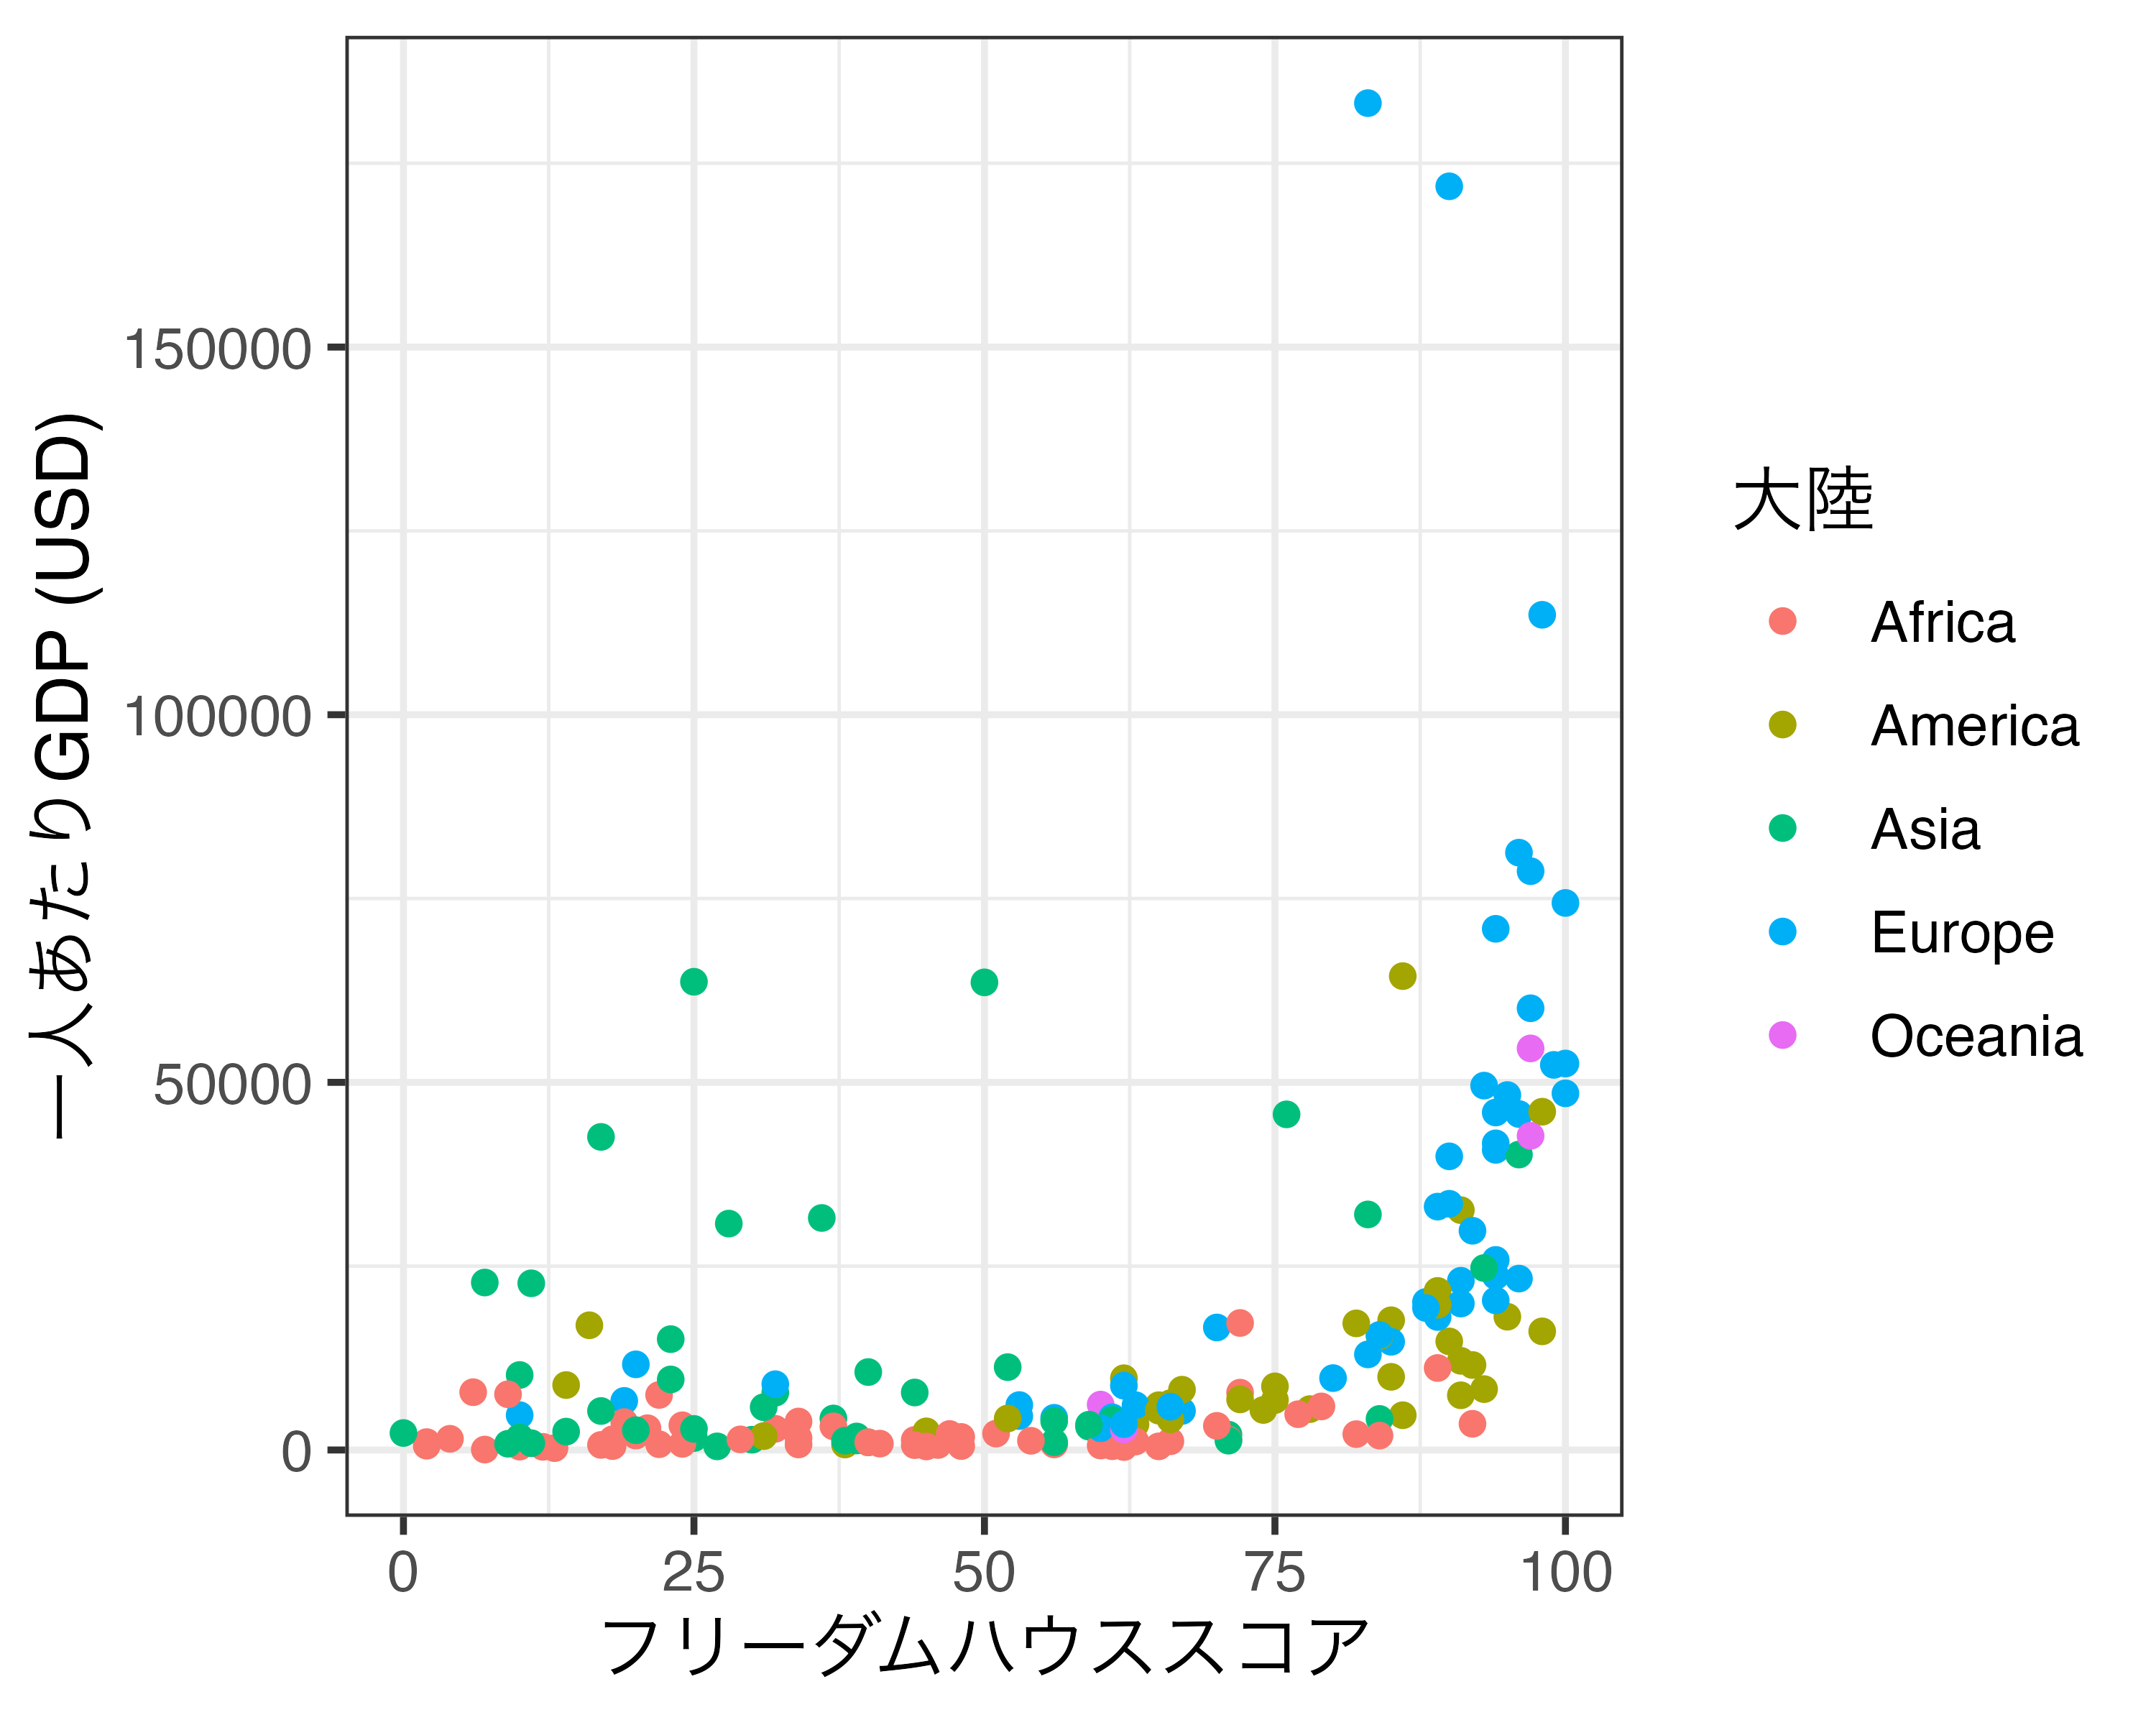 一人あたりGDP (USD)
150000
100000
50000
0
0 25 50 75 100
フリーダムハウススコア
大陸
Africa
America
Asia
Europe
Oceania